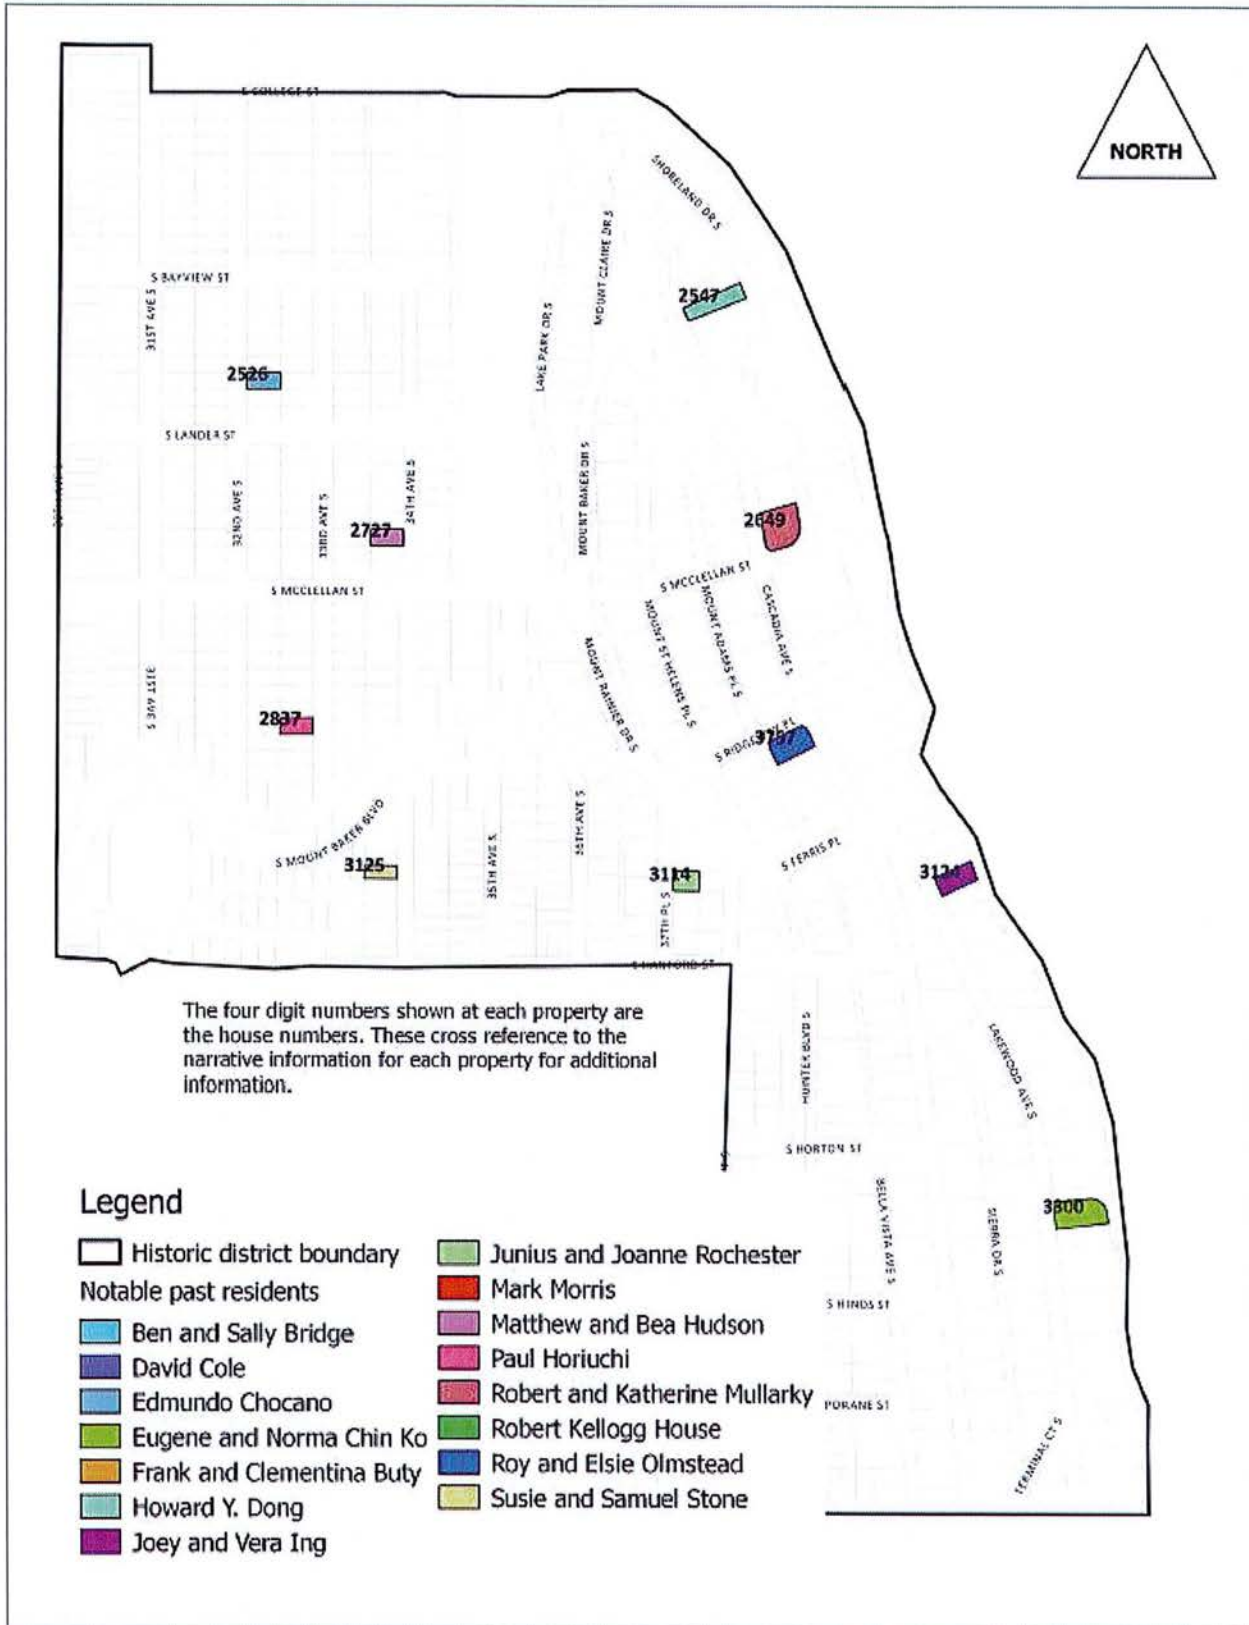 S COLLEGE ST
NORTH
SHORELAND DR S
MOUNT CLAIRE DR S
S BAYVIEW ST
31ST AVE S
2547
LAKE PARK DR S
2526
S LANDER ST
MOUNT BAKER DR S
34TH AVE S
32ND AVE S
33RD AVE S
2727
2649
S MCCLELLAN ST
S MCCLELLAN ST
CASCADIA AVE S
MOUNT ADAMS PL S
MOUNT ST HELENS PL S
MOUNT RAINIER DR S
31ST AVE S
2837
3707
S MOUNT BAKER BLVD
36TH AVE S
35TH AVE S
S FERRIS PL
3125
3114
3124
37TH PL S
S HANFORD ST
The four digit numbers shown at each property are
the house numbers. These cross reference to the
narrative information for each property for additional
information.
HUNTER BLVD S
LAKEWOOD AVE S
S HORTON ST
BELLA VISTA AVE S
SIERRA DR S
3300
S HINDS ST
PORANE ST
TERMINAL CT S
Legend
Historic district boundary
Notable past residents
Ben and Sally Bridge
David Cole
Edmundo Chocano
Eugene and Norma Chin Ko
Frank and Clementina Buty
Howard Y. Dong
Joey and Vera Ing
Junius and Joanne Rochester
Mark Morris
Matthew and Bea Hudson
Paul Horiuchi
Robert and Katherine Mullarky
Robert Kellogg House
Roy and Elsie Olmstead
Susie and Samuel Stone